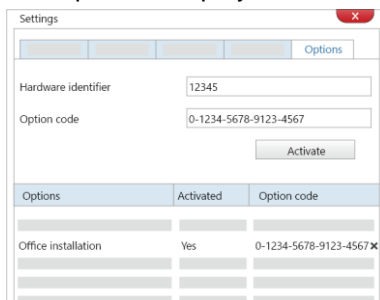 Settings
x
Options
Hardware identifier 12345
Option code 0-1234-5678-9123-4567
Activate
Options Activated Option code
Office installation Yes 0-1234-5678-9123-4567 ×